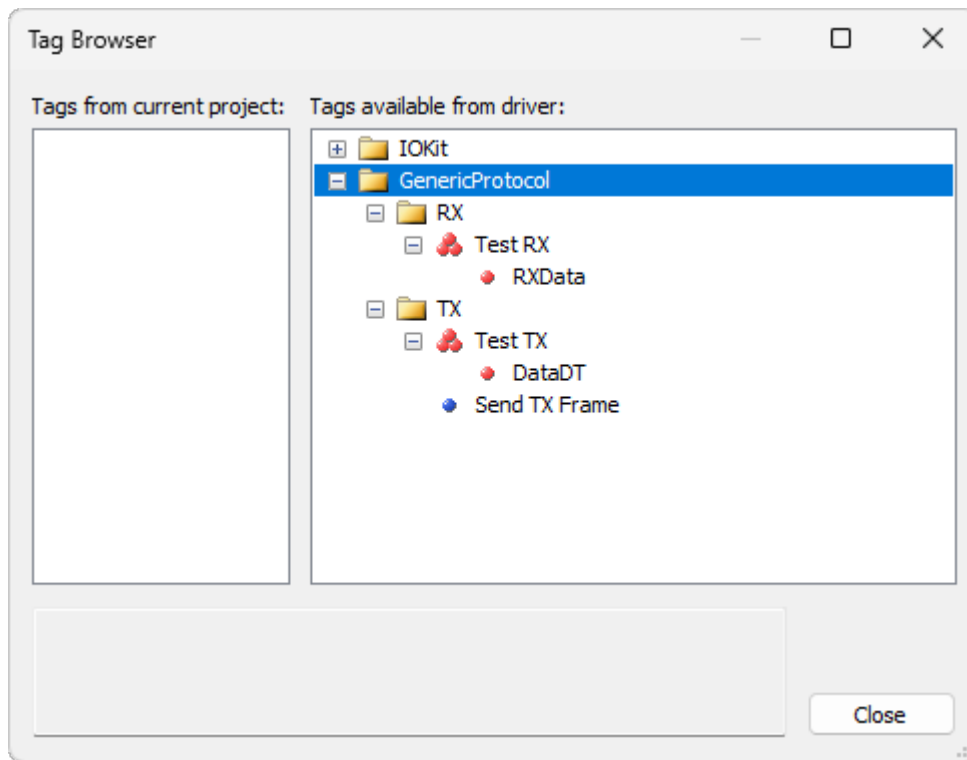 Tag Browser
Tags from current project:
Tags available from driver:
IOKit
GenericProtocol
RX
Test RX
RXData
TX
Test TX
DataDT
Send TX Frame
Close